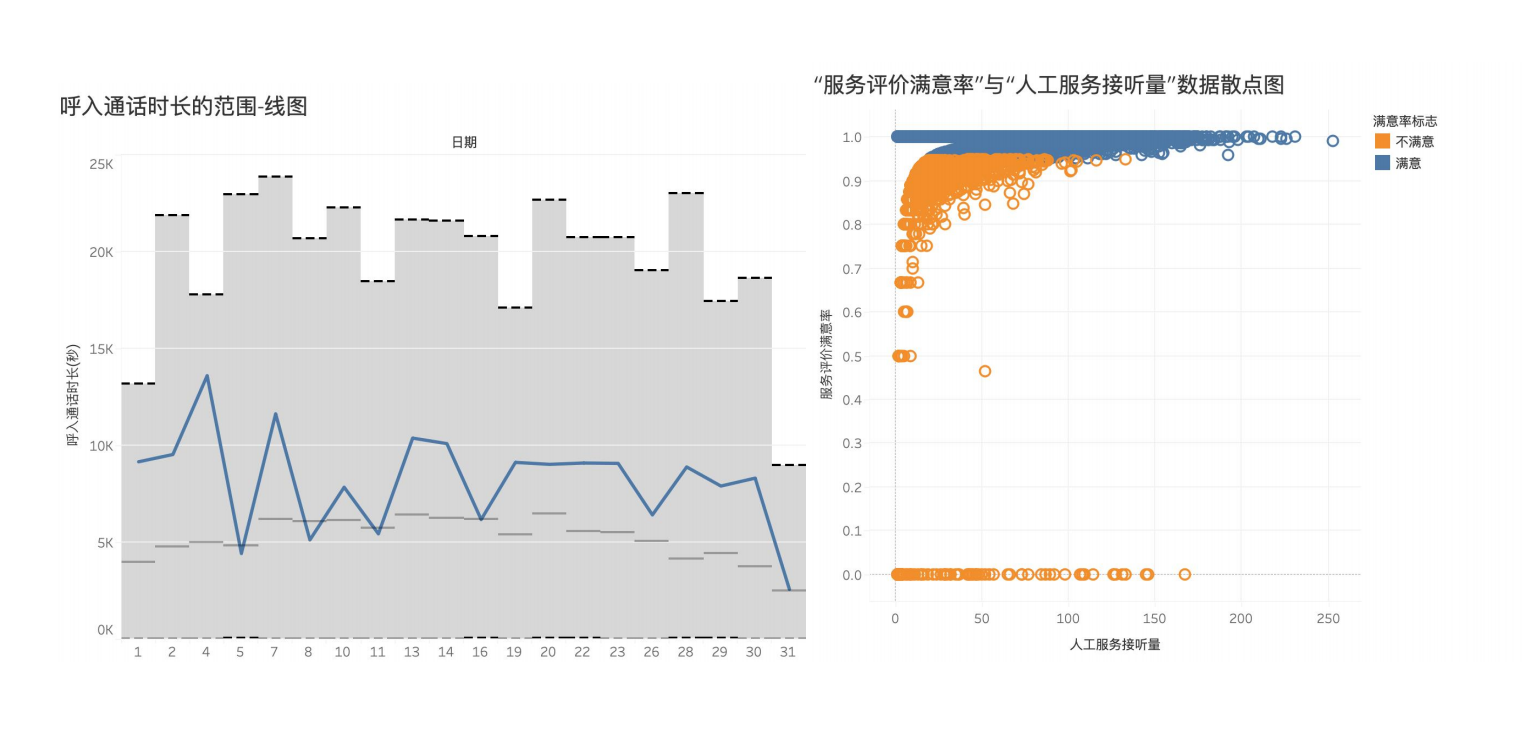 呼入通话时长的范围-线图
日期
呼入通话时长(秒)
25K
20K
15K
10K
5K
0K
1 2 4 5 7 8 10 11 13 14 16 19 20 22 23 26 28 29 30 31
“服务评价满意率”与“人工服务接听量”数据散点图
服务评价满意率
1.0
0.9
0.8
0.7
0.6
0.5
0.4
0.3
0.2
0.1
0.0
0 50 100 150 200 250
人工服务接听量
满意率标志
不满意
满意